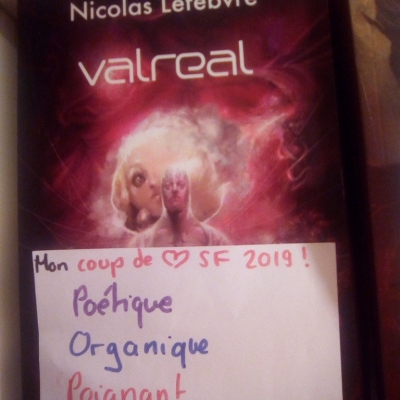 Nicolas Lefebvre
valreal
Mon coup de ♡ SF 2019 !
Poétique
Organique
Poignant